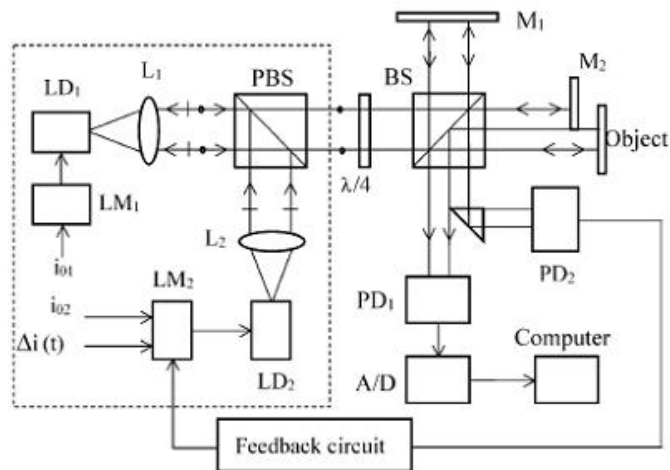 M₁
LD₁
L₁
PBS
BS
M₂
Object
LM₁
λ/4
i₀₁
L₂
PD₂
i₀₂
LM₂
PD₁
Δi (t)
LD₂
A/D
Computer
Feedback circuit